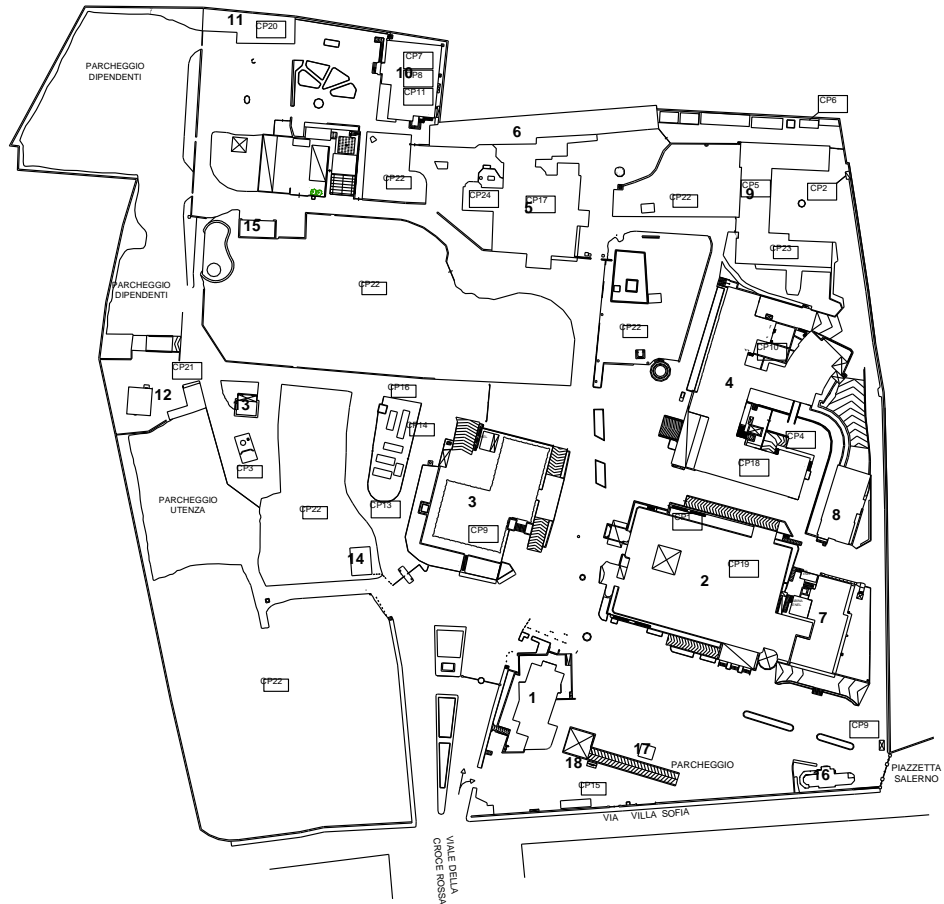 11
CP20
PARCHEGGIO
DIPENDENTI
CP7
10
CP8
CP11
CP6
6
CP22
CP24
CP17
5
CP22
CP5
9
CP2
15
CP23
PARCHEGGIO
DIPENDENTI
CP22
CP22
CP10
4
CP21
12
13
CP16
CP14
CP4
CP18
CP3
PARCHEGGIO
UTENZA
CP22
CP13
3
CP9
CP1
8
14
2
CP19
7
CP22
1
CP9
17
18
PARCHEGGIO
16
PIAZZETTA
SALERNO
CP15
VIA VILLA SOFIA
VIALE DELLA
CROCE ROSSA